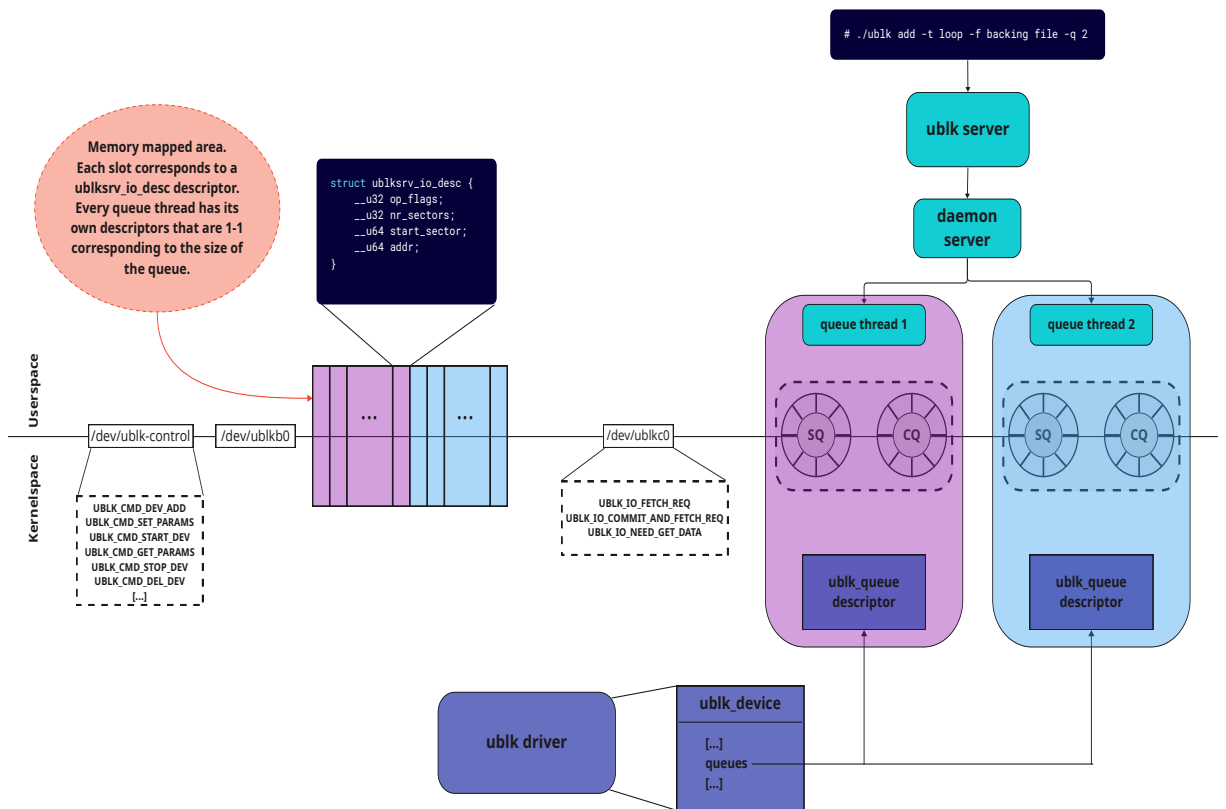 # ./ublk add -t loop -f backing file -q 2
ublk server
daemon
server
Memory mapped area.
Each slot corresponds to a
ublksrv_io_desc descriptor.
Every queue thread has its
own descriptors that are 1-1
corresponding to the size of
the queue.
struct ublksrv_io_desc {
    __u32 op_flags;
    __u32 nr_sectors;
    __u64 start_sector;
    __u64 addr;
}
queue thread 1
queue thread 2
Userspace
Kernelspace
...
...
/dev/ublk-control
/dev/ublkb0
/dev/ublkc0
SQ
CQ
SQ
CQ
UBLK_CMD_DEV_ADD
UBLK_CMD_SET_PARAMS
UBLK_CMD_START_DEV
UBLK_CMD_GET_PARAMS
UBLK_CMD_STOP_DEV
UBLK_CMD_DEL_DEV
[...]
UBLK_IO_FETCH_REQ
UBLK_IO_COMMIT_AND_FETCH_REQ
UBLK_IO_NEED_GET_DATA
ublk_queue
descriptor
ublk_queue
descriptor
ublk driver
ublk_device
[...]
queues
[...]